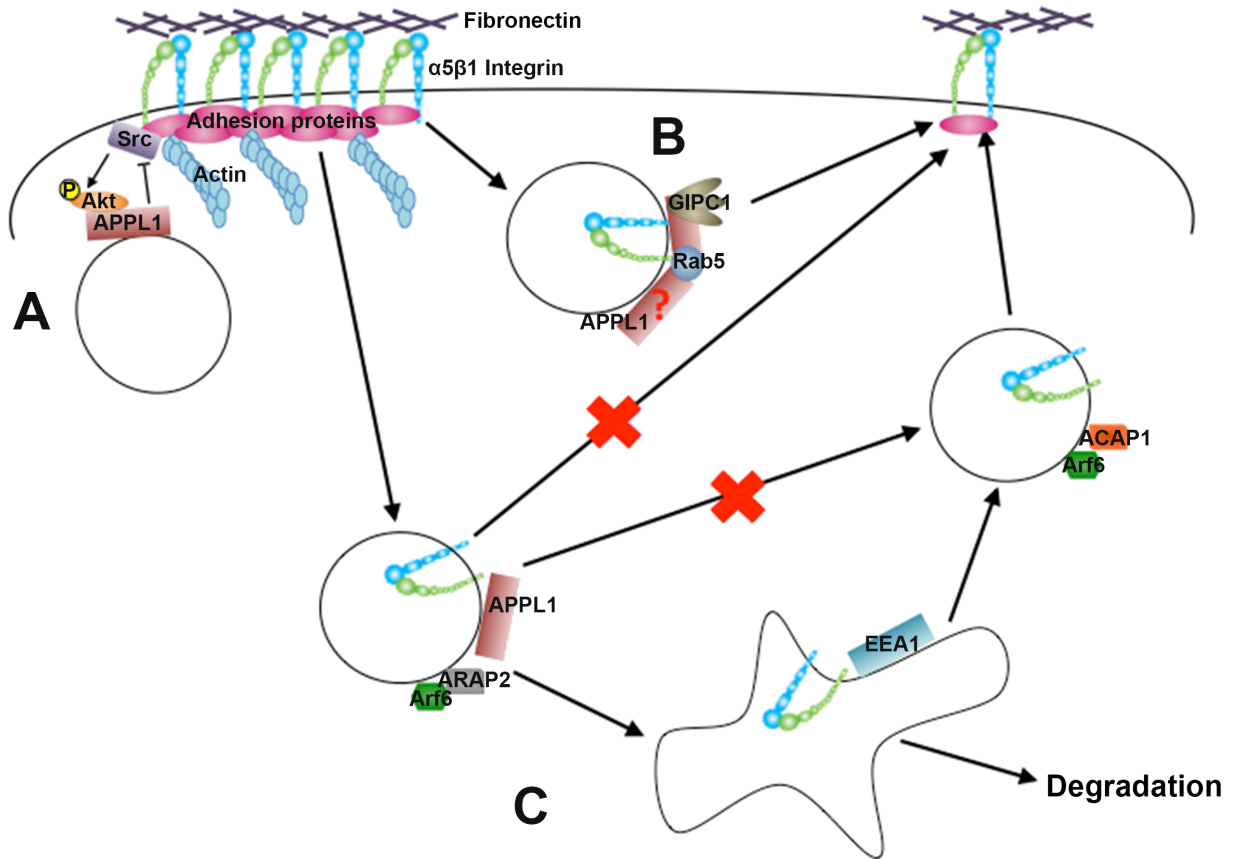 Fibronectin
α5β1 Integrin
Adhesion proteins
Src
Actin
P
Akt
APPL1
A
B
GIPC1
Rab5
?
APPL1
ACAP1
Arf6
APPL1
ARAP2
Arf6
EEA1
C
Degradation